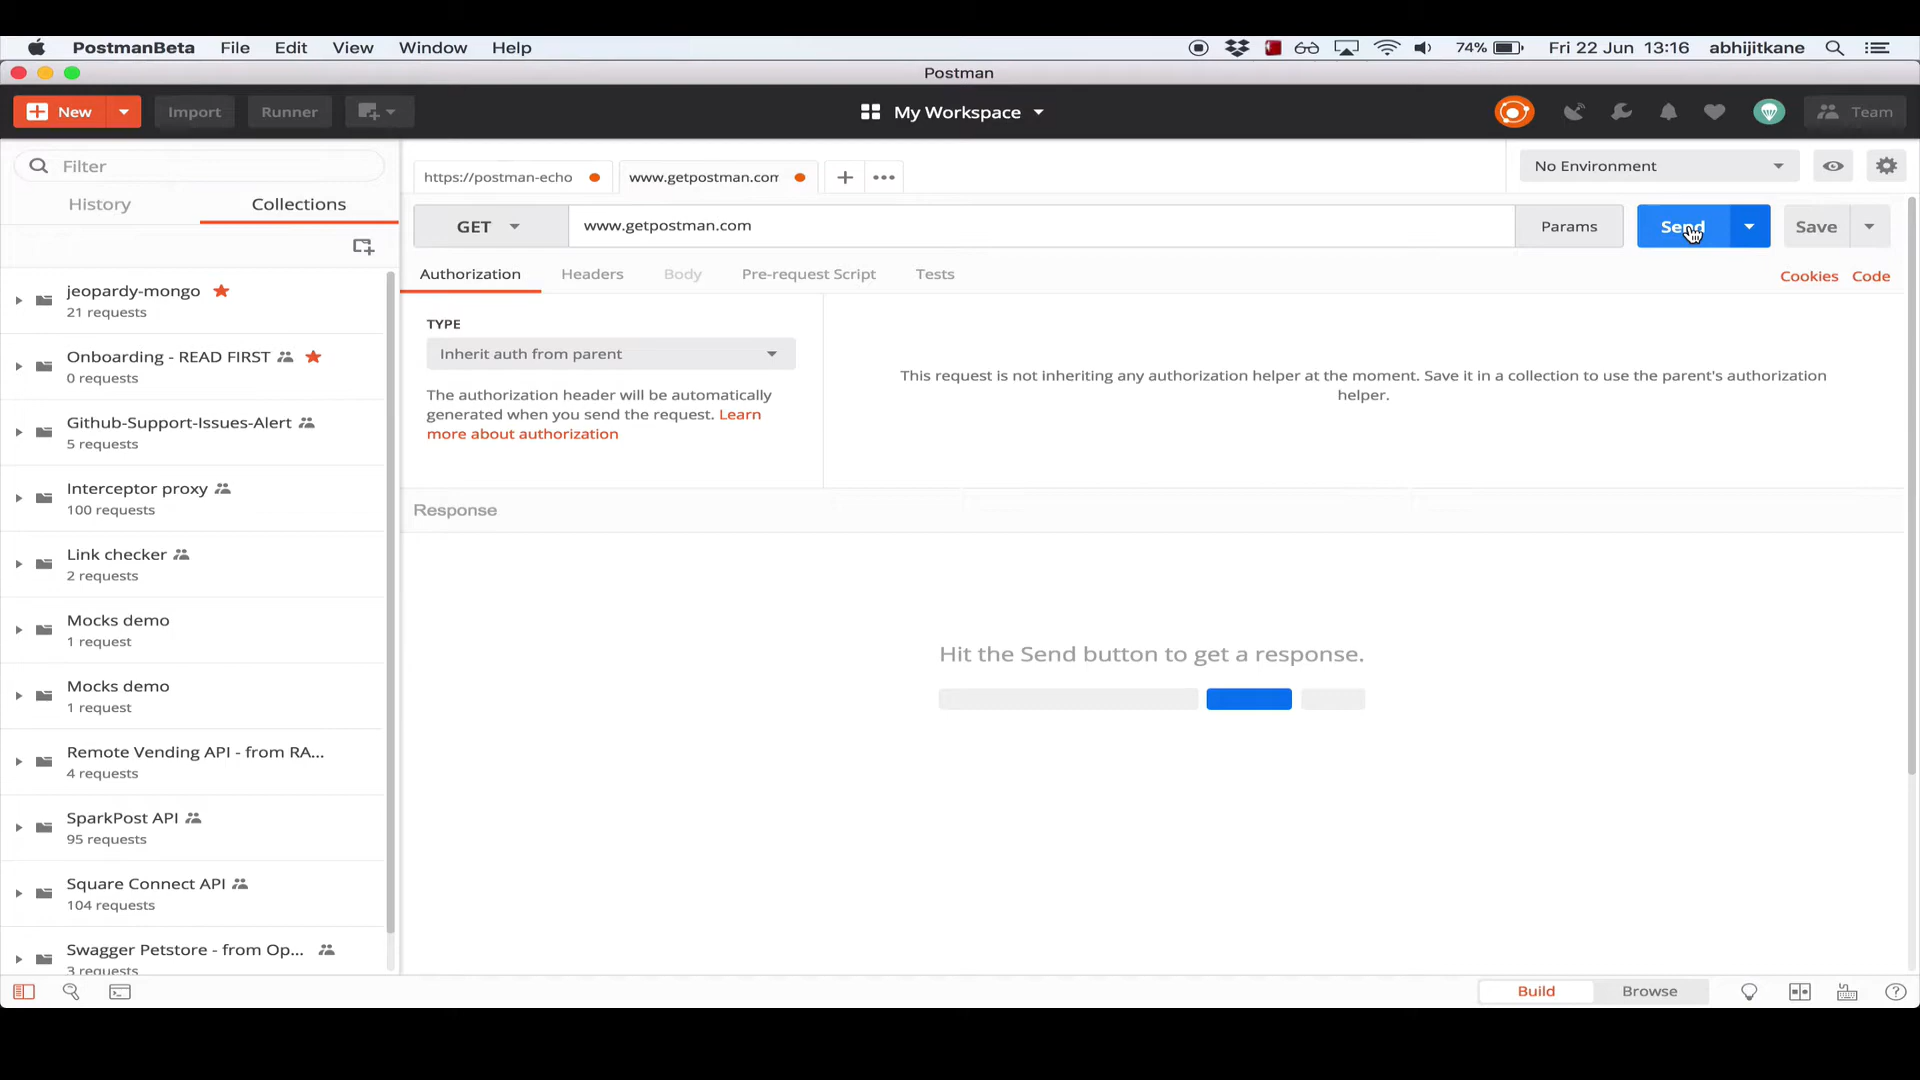 PostmanBeta File Edit View Window Help 74% Fri 22 Jun 13:16 abhijitkane
Postman
New Import Runner My Workspace Team
Filter
History Collections
jeopardy-mongo
21 requests
Onboarding - READ FIRST
0 requests
Github-Support-Issues-Alert
5 requests
Interceptor proxy
100 requests
Link checker
2 requests
Mocks demo
1 request
Mocks demo
1 request
Remote Vending API - from RA...
4 requests
SparkPost API
95 requests
Square Connect API
104 requests
Swagger Petstore - from Op...
3 requests
https://postman-echo www.getpostman.com No Environment
GET www.getpostman.com Params Send Save
Authorization Headers Body Pre-request Script Tests Cookies Code
TYPE
Inherit auth from parent
The authorization header will be automatically
generated when you send the request. Learn
more about authorization
This request is not inheriting any authorization helper at the moment. Save it in a collection to use the parent's authorization
helper.
Response
Hit the Send button to get a response.
Build Browse